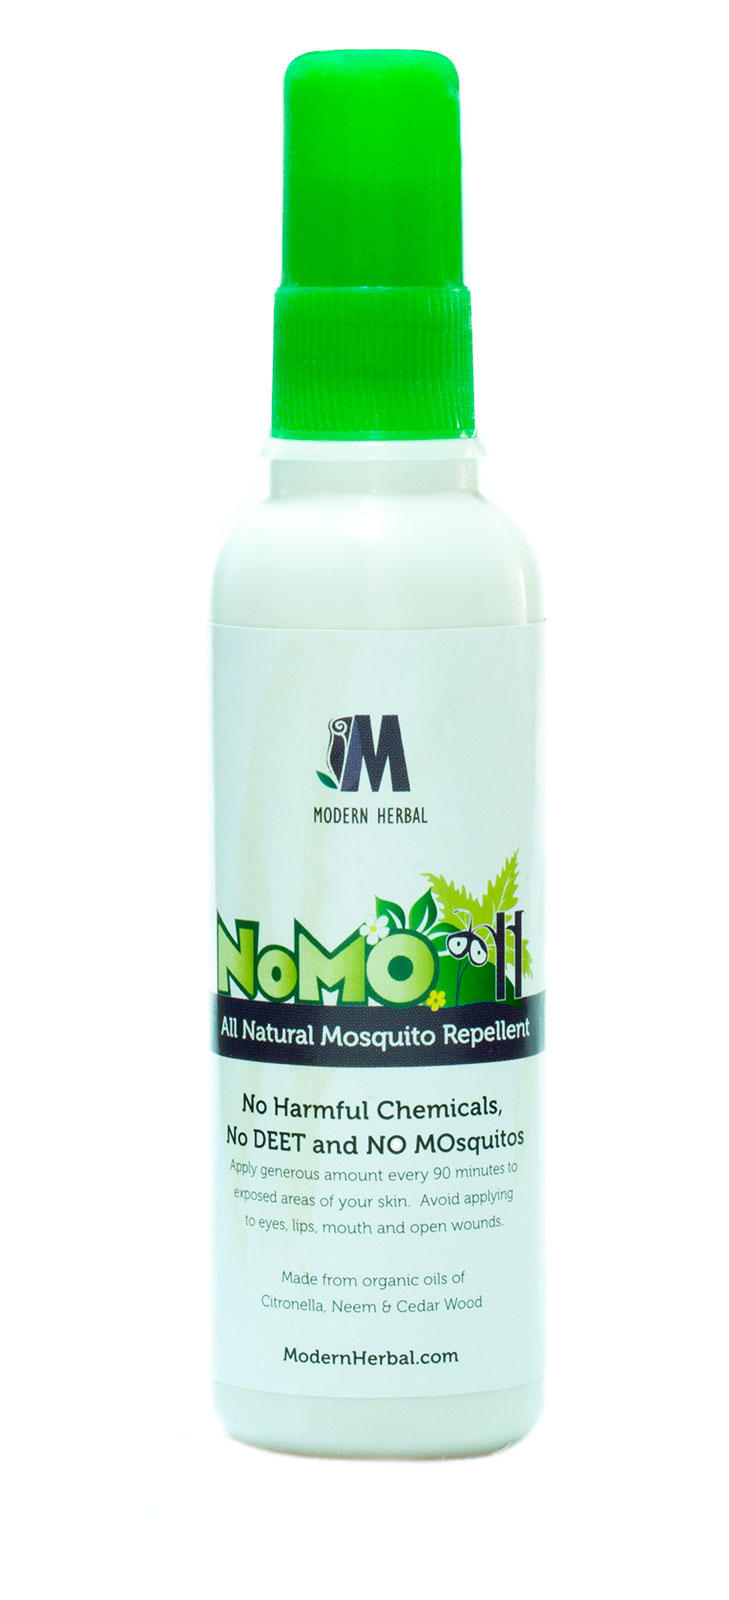 M
MODERN HERBAL
NoMo
All Natural Mosquito Repellent
No Harmful Chemicals,
No DEET and NO MOsquitos
Apply generous amount every 90 minutes to
exposed areas of your skin. Avoid applying
to eyes, lips, mouth and open wounds.
Made from organic oils of
Citronella, Neem & Cedar Wood
ModernHerbal.com